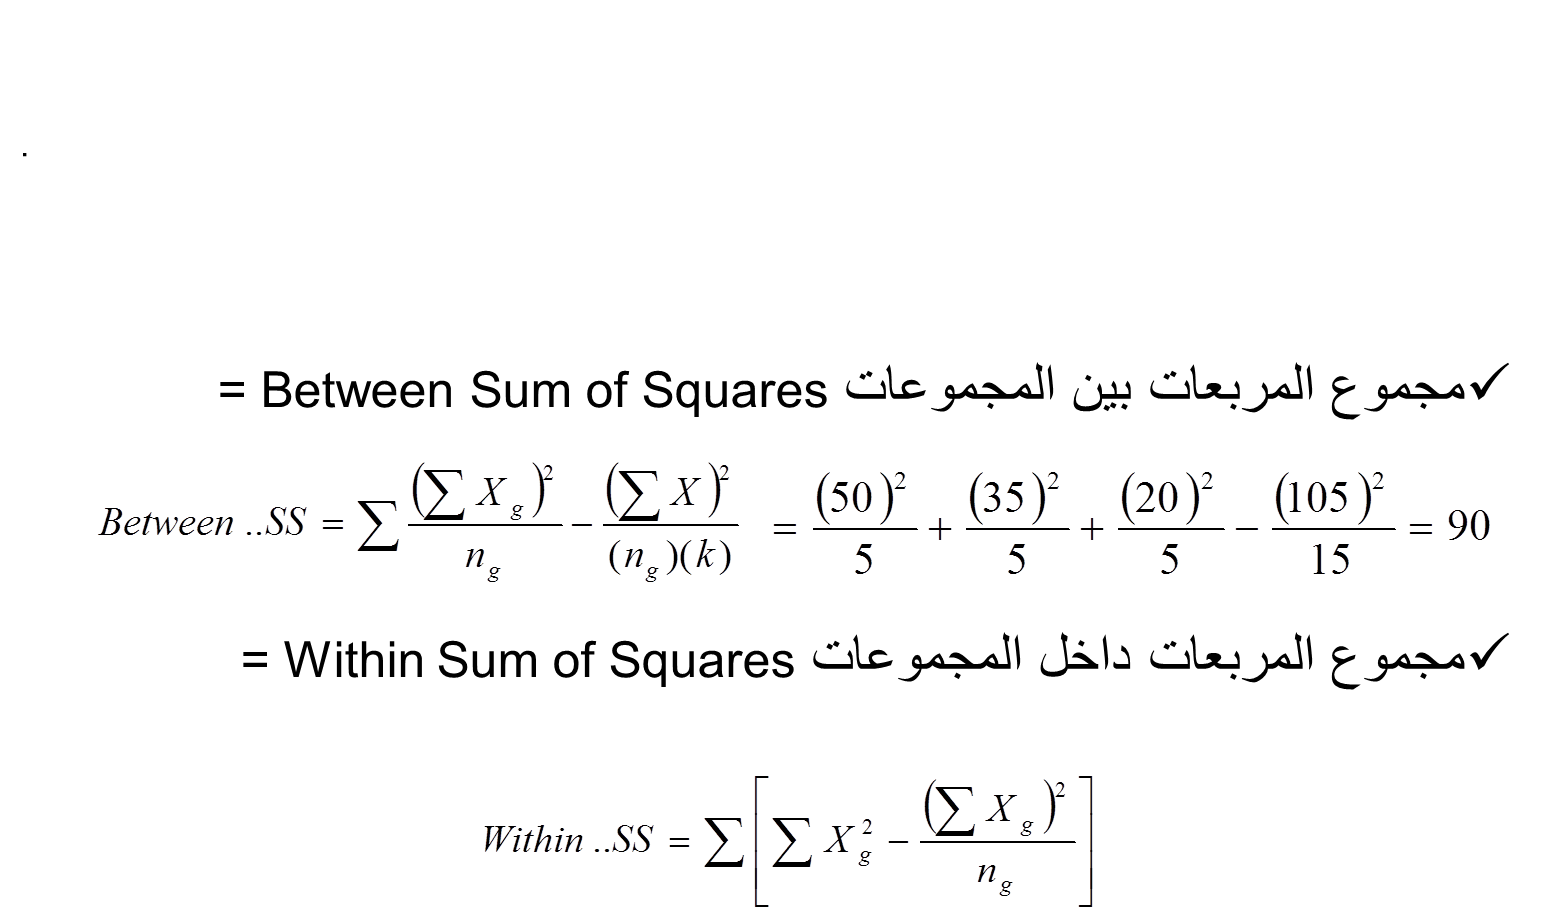 .
✓مجموع المربعات بين المجموعات Between Sum of Squares =
Between ..SS = ∑ (∑ X_g)² / n_g − (∑ X)² / (n_g)(k) = (50)² / 5 + (35)² / 5 + (20)² / 5 − (105)² / 15 = 90
✓مجموع المربعات داخل المجموعات Within Sum of Squares =
Within ..SS = ∑ [ ∑ X_g² − (∑ X_g)² / n_g ]